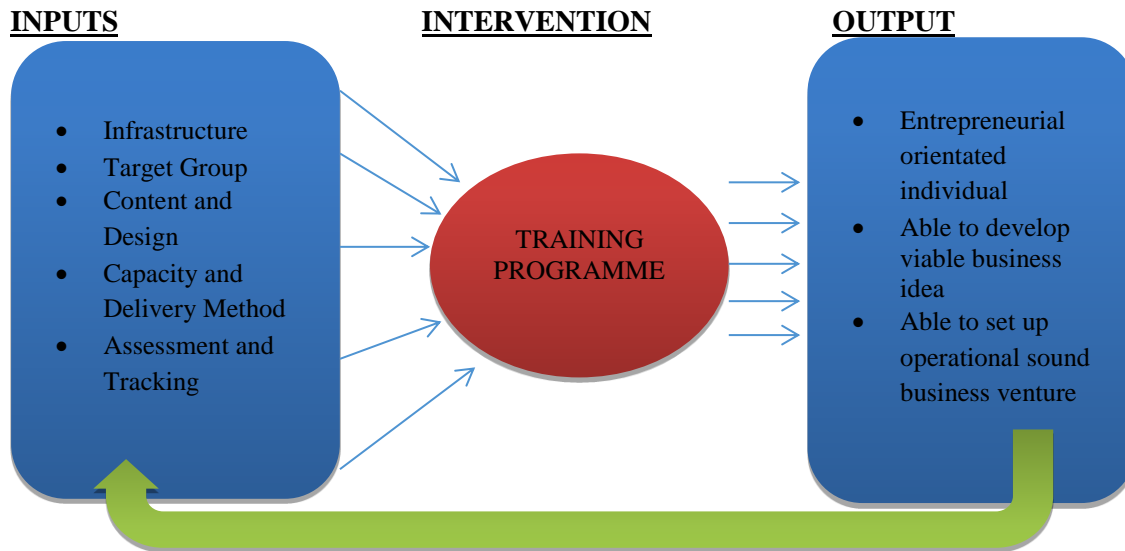 INPUTS
INTERVENTION
OUTPUT
• Infrastructure
• Target Group
• Content and
Design
• Capacity and
Delivery Method
• Assessment and
Tracking
TRAINING
PROGRAMME
• Entrepreneurial
orientated
individual
• Able to develop
viable business
idea
• Able to set up
operational sound
business venture